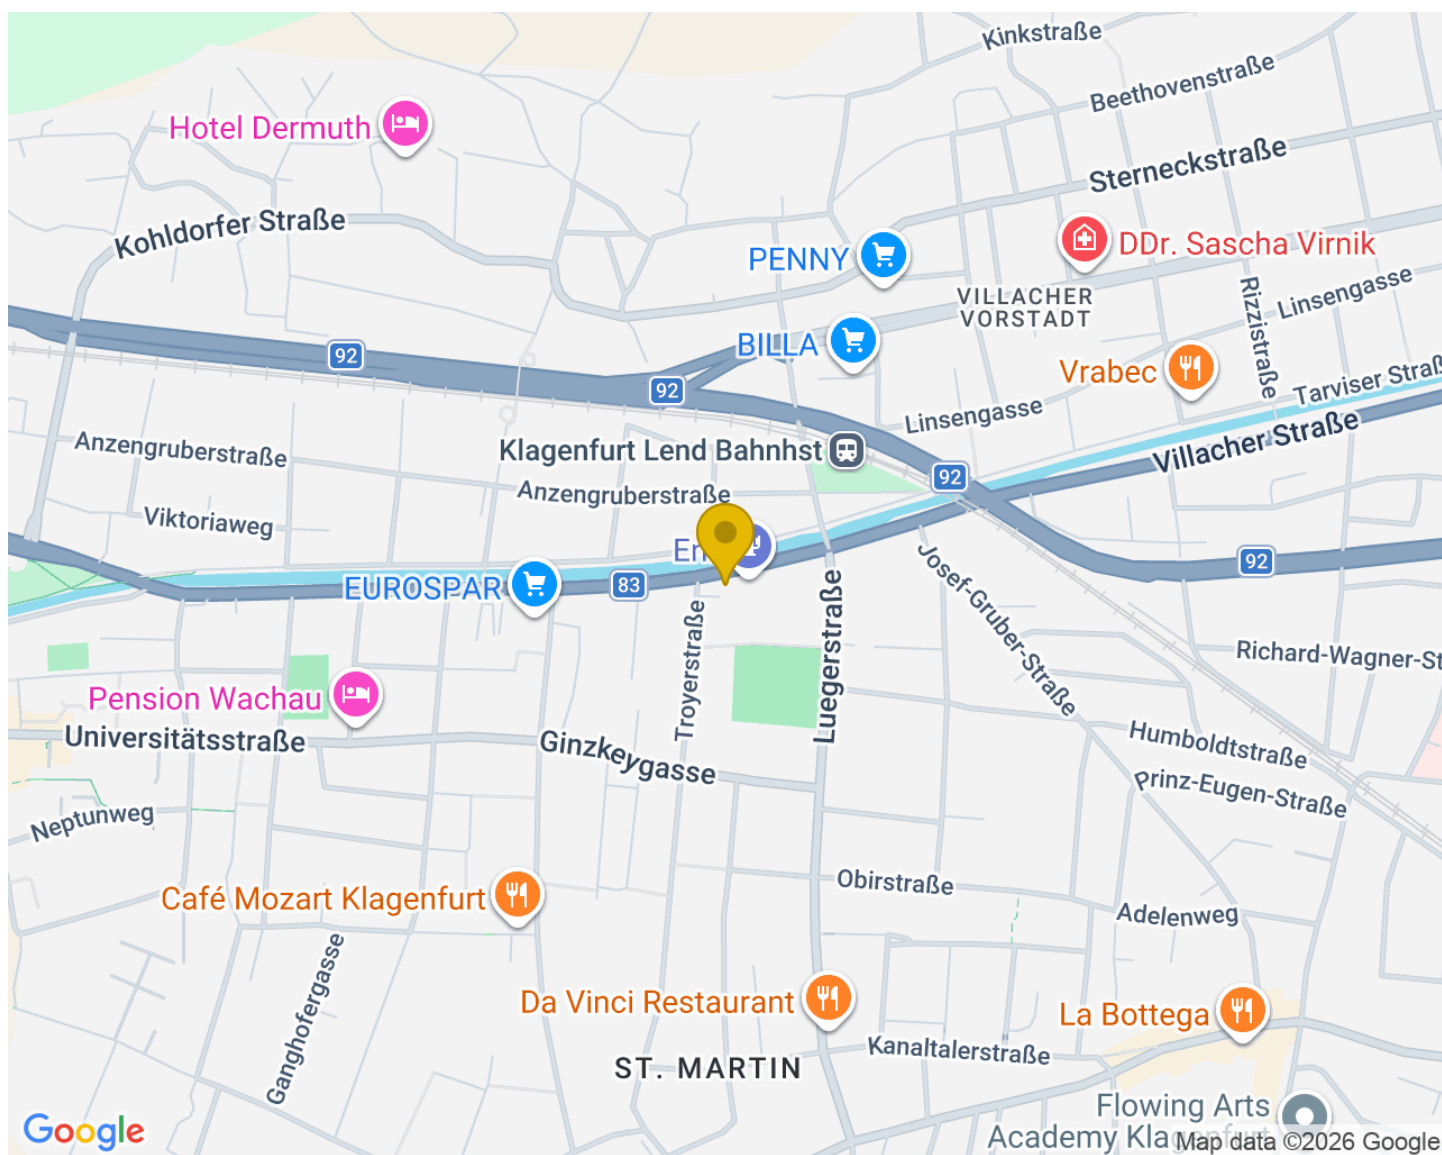 Kinkstraße
Beethovenstraße
Hotel Dermuth
Sterneckstraße
Kohldorfer Straße
DDr. Sascha Virnik
PENNY
VILLACHER
VORSTADT
Rizzistraße
Linsengasse
BILLA
92
92
Vrabec
Tarviser Straß
Linsengasse
Villacher Straße
Anzengruberstraße
Klagenfurt Lend Bahnhst
92
Anzengruberstraße
Viktoriaweg
En
92
EUROSPAR
83
Josef-Gruber-Straße
Luegerstraße
Troyerstraße
Richard-Wagner-St
Pension Wachau
Universitätsstraße
Ginzkeygasse
Humboldtstraße
Prinz-Eugen-Straße
Neptunweg
Obirstraße
Café Mozart Klagenfurt
Adelenweg
Ganghofergasse
Da Vinci Restaurant
La Bottega
Kanaltalerstraße
ST. MARTIN
Flowing Arts
Academy Klagenfurt
Google
Map data ©2026 Google